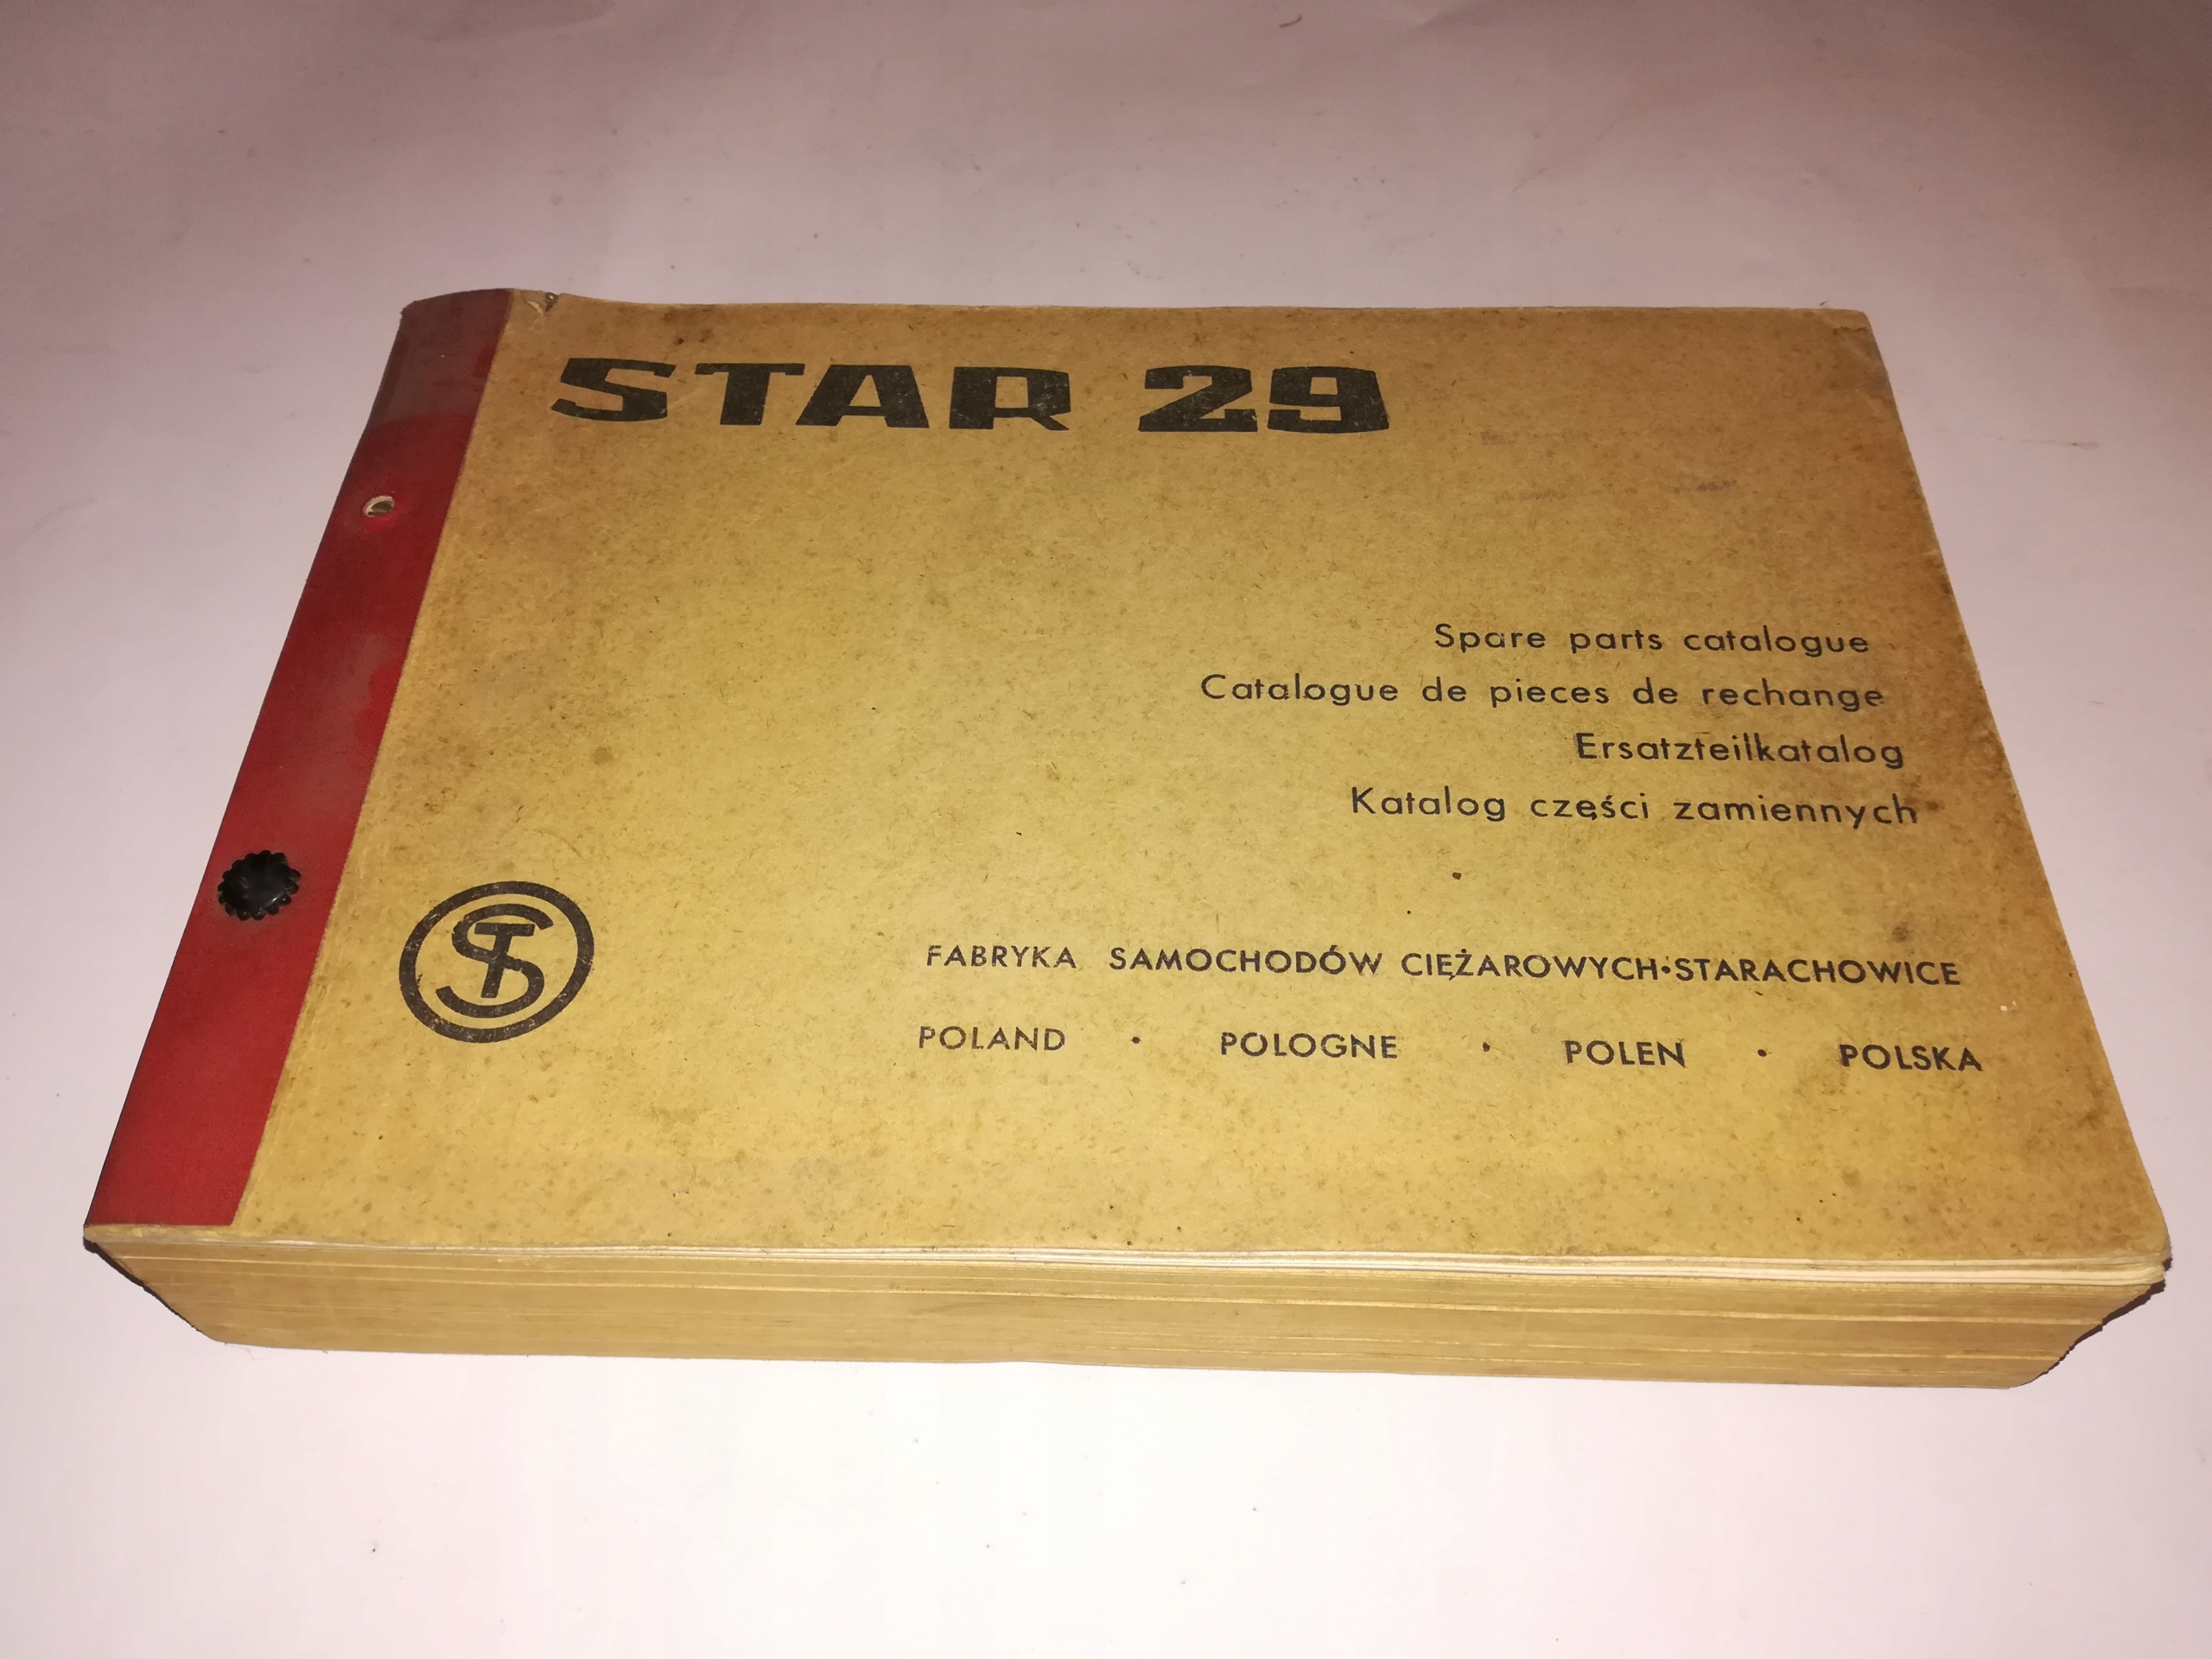 STAR 29
Spare parts catalogue
Catalogue de pieces de rechange
Ersatzteilkatalog
Katalog części zamiennych
FABRYKA SAMOCHODÓW CIĘŻAROWYCH•STARACHOWICE
POLAND • POLOGNE • POLEN • POLSKA